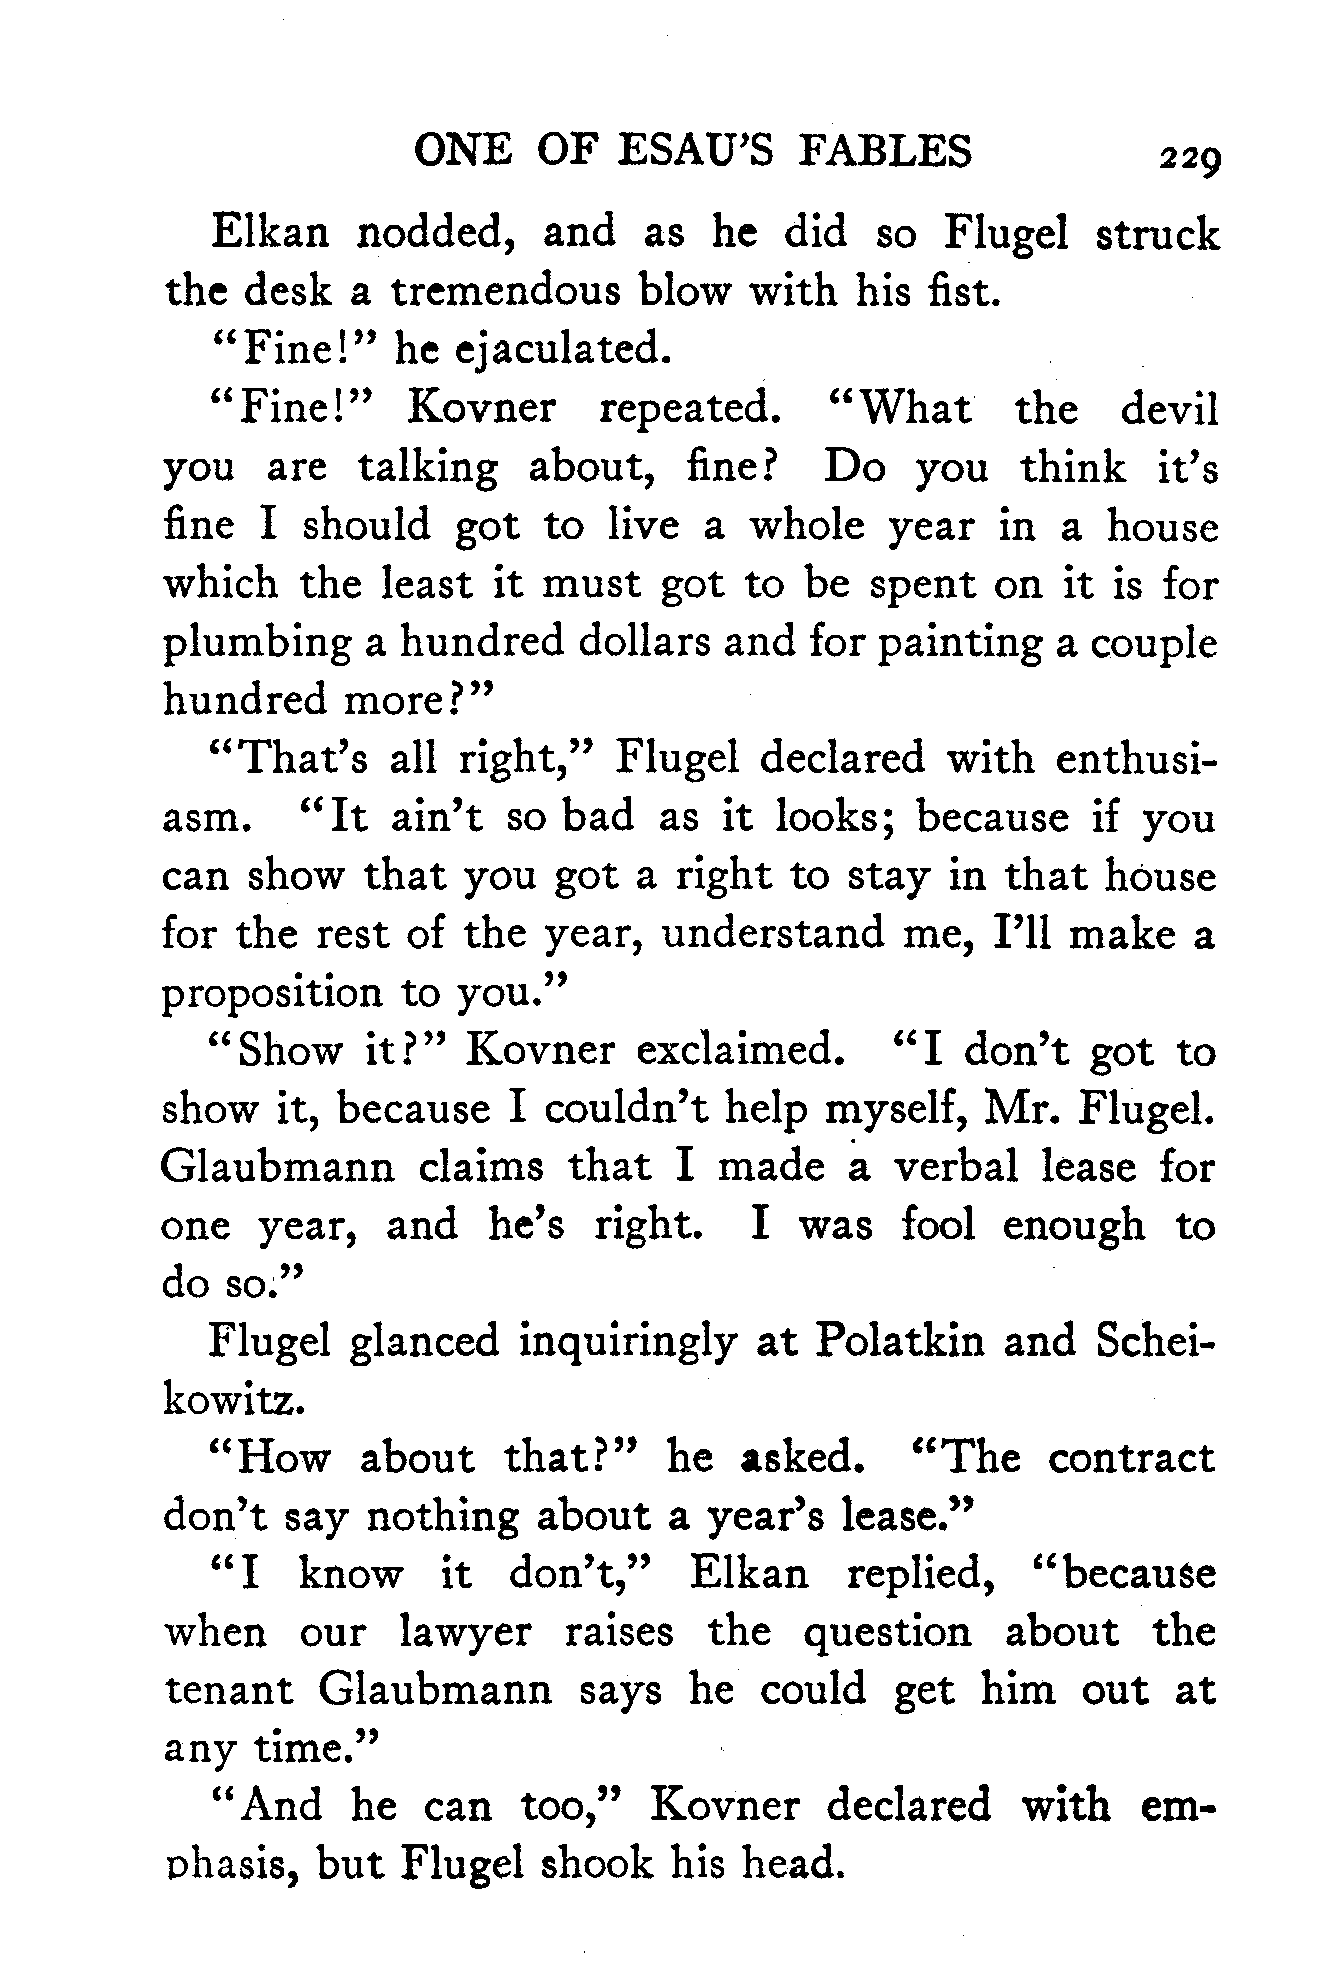 ONE OF ESAU'S FABLES 229
Elkan nodded, and as he did so Flugel struck
the desk a tremendous blow with his fist.
"Fine!" he ejaculated.
"Fine!" Kovner repeated. "What the devil
you are talking about, fine? Do you think it's
fine I should got to live a whole year in a house
which the least it must got to be spent on it is for
plumbing a hundred dollars and for painting a couple
hundred more?"
"That's all right," Flugel declared with enthusi-
asm. "It ain't so bad as it looks; because if you
can show that you got a right to stay in that house
for the rest of the year, understand me, I'll make a
proposition to you."
"Show it?" Kovner exclaimed. "I don't got to
show it, because I couldn't help myself, Mr. Flugel.
Glaubmann claims that I made a verbal lease for
one year, and he's right. I was fool enough to
do so."
Flugel glanced inquiringly at Polatkin and Schei-
kowitz.
"How about that?" he asked. "The contract
don't say nothing about a year's lease."
"I know it don't," Elkan replied, "because
when our lawyer raises the question about the
tenant Glaubmann says he could get him out at
any time."
"And he can too," Kovner declared with em-
phasis, but Flugel shook his head.